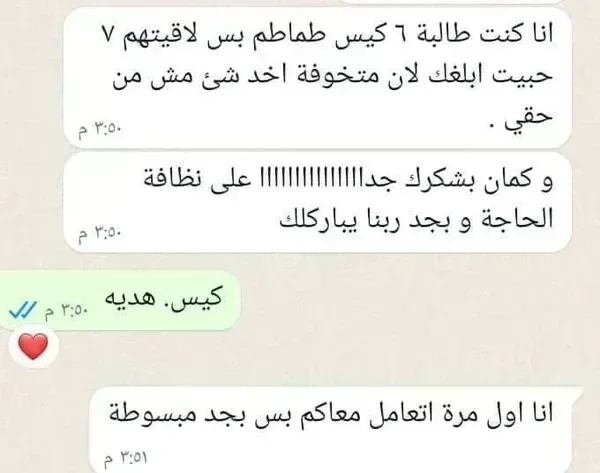 انا كنت طالبة ٦ كيس طماطم بس لاقيتهم ٧
حبيت ابلغك لان متخوفة اخد شئ مش من
حقي .
٣:٥٠ م
و كمان بشكرك جدااااااااااااااااا على نظافة
الحاجة و بجد ربنا يباركلك
٣:٥٠ م
كيس. هديه
٣:٥٠ م
انا اول مرة اتعامل معاكم بس بجد مبسوطة
٣:٥١ م